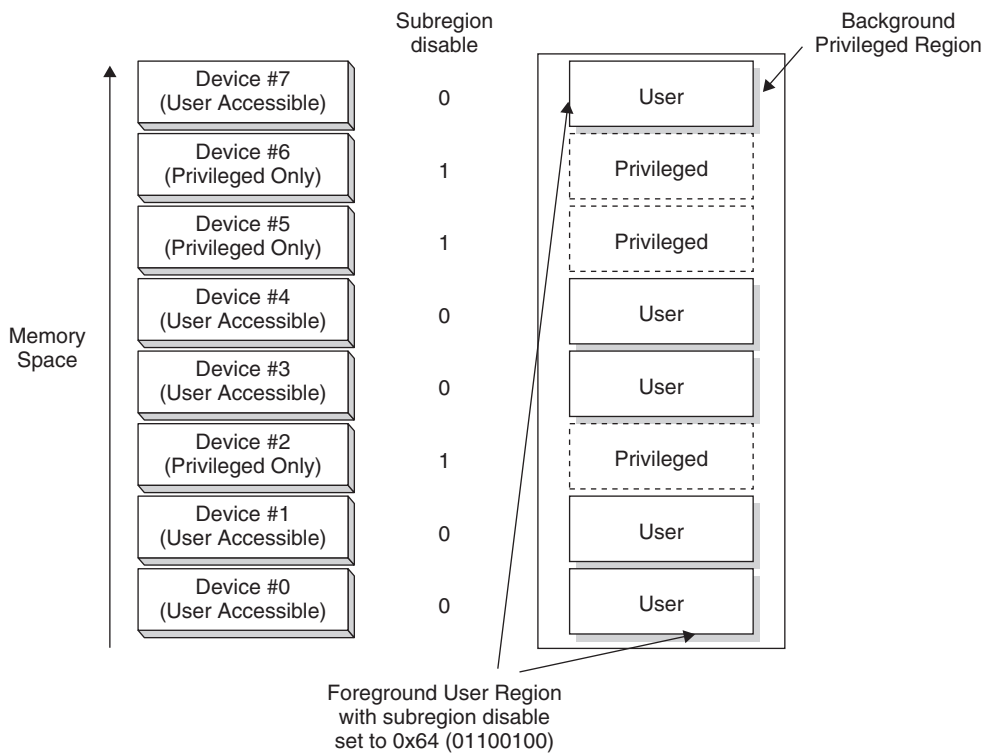 Subregion
disable
Background
Privileged Region
Device #7
(User Accessible)
0
User
Device #6
(Privileged Only)
1
Privileged
Device #5
(Privileged Only)
1
Privileged
Device #4
(User Accessible)
0
User
Memory
Space
Device #3
(User Accessible)
0
User
Device #2
(Privileged Only)
1
Privileged
Device #1
(User Accessible)
0
User
Device #0
(User Accessible)
0
User
Foreground User Region
with subregion disable
set to 0x64 (01100100)